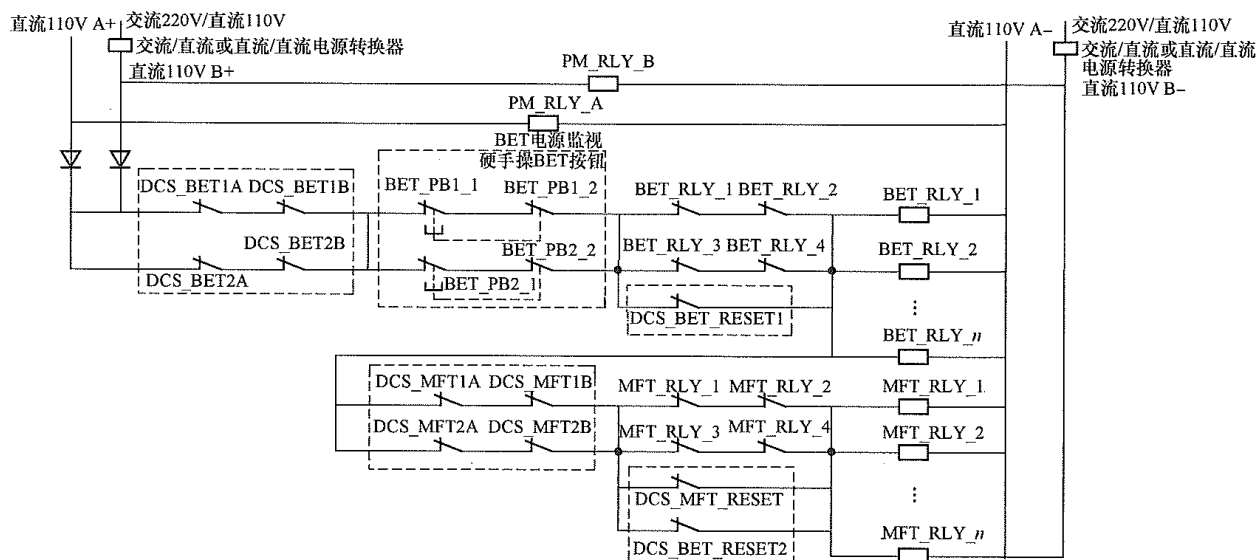 直流110V A+
交流220V/直流110V
交流/直流或直流/直流电源转换器
直流110V B+
直流110V A−
交流220V/直流110V
交流/直流或直流/直流
电源转换器
直流110V B−
PM_RLY_B
PM_RLY_A
BET电源监视
硬手操BET按钮
DCS_BET1A DCS_BET1B
BET_PB1_1 BET_PB1_2
BET_RLY_1 BET_RLY_2
BET_RLY_1
DCS_BET2B
DCS_BET2A
BET_PB2_2
BET_PB2_1
BET_RLY_3 BET_RLY_4
BET_RLY_2
DCS_BET_RESET1
⋮
BET_RLY_n
DCS_MFT1A DCS_MFT1B
MFT_RLY_1 MFT_RLY_2
MFT_RLY_1
DCS_MFT2A DCS_MFT2B
MFT_RLY_3 MFT_RLY_4
MFT_RLY_2
DCS_MFT_RESET
⋮
DCS_BET_RESET2
MFT_RLY_n